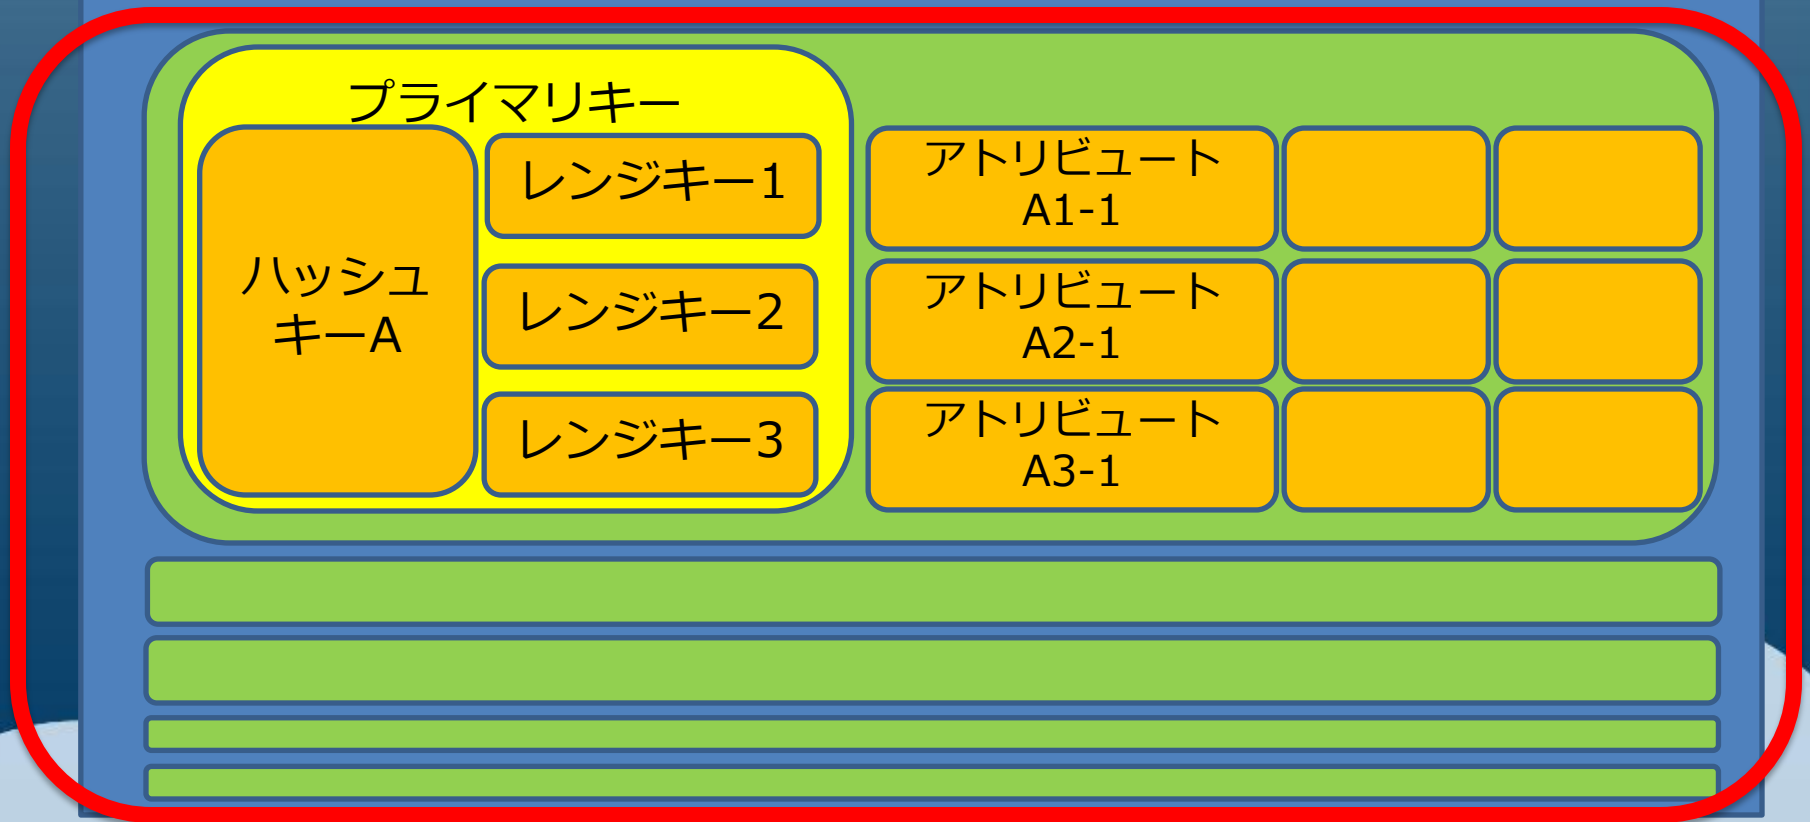 プライマリキー
ハッシュ
キーA
レンジキー1
レンジキー2
レンジキー3
アトリビュート
A1-1
アトリビュート
A2-1
アトリビュート
A3-1